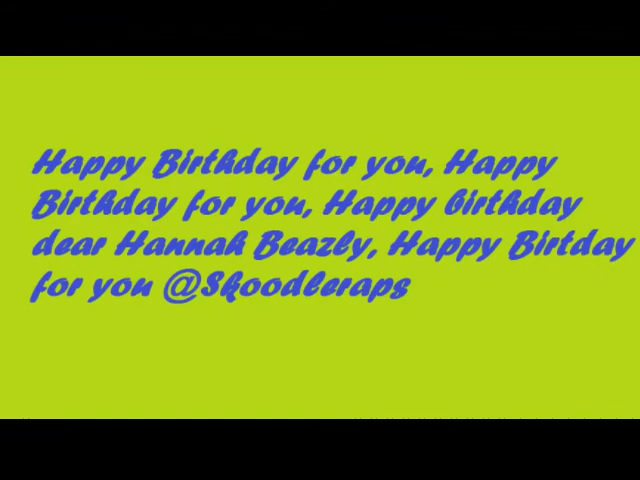 Happy Birthday for you, Happy
Birthday for you, Happy birthday
dear Hannah Beazly, Happy Birtday
for you @Skoodleraps